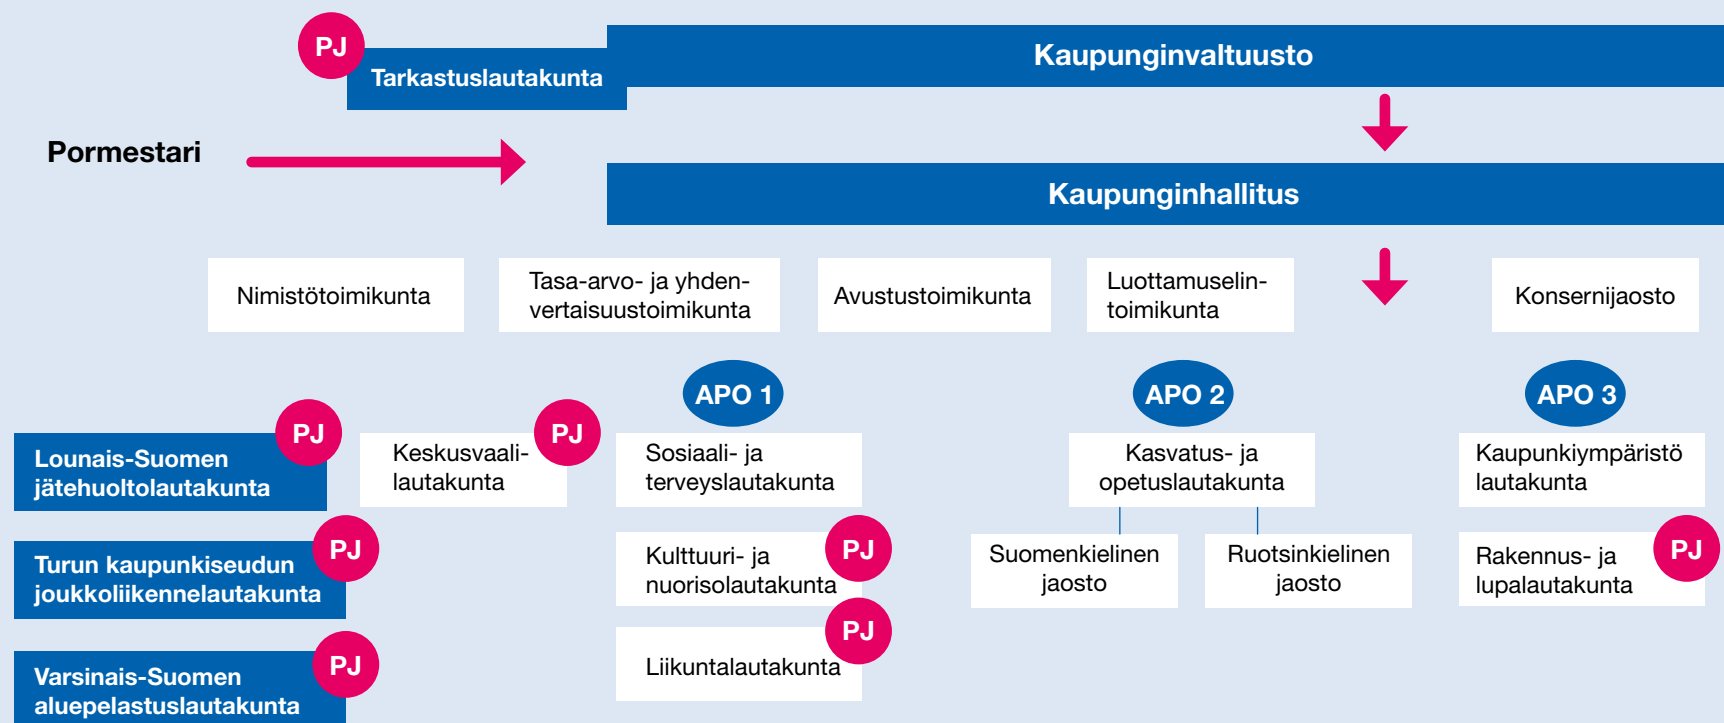 PJ
Tarkastuslautakunta
Kaupunginvaltuusto
Pormestari
Kaupunginhallitus
Nimistötoimikunta
Tasa-arvo- ja yhden-
vertaisuustoimikunta
Avustustoimikunta
Luottamuselin-
toimikunta
Konsernijaosto
APO 1
APO 2
APO 3
PJ
Lounais-Suomen
jätehuoltolautakunta
PJ
Keskusvaali-
lautakunta
Sosiaali- ja
terveyslautakunta
Kasvatus- ja
opetuslautakunta
Kaupunkiympäristö
lautakunta
PJ
Turun kaupunkiseudun
joukkoliikennelautakunta
PJ
Kulttuuri- ja
nuorisolautakunta
Suomenkielinen
jaosto
Ruotsinkielinen
jaosto
PJ
Rakennus- ja
lupalautakunta
PJ
Varsinais-Suomen
aluepelastuslautakunta
PJ
Liikuntalautakunta